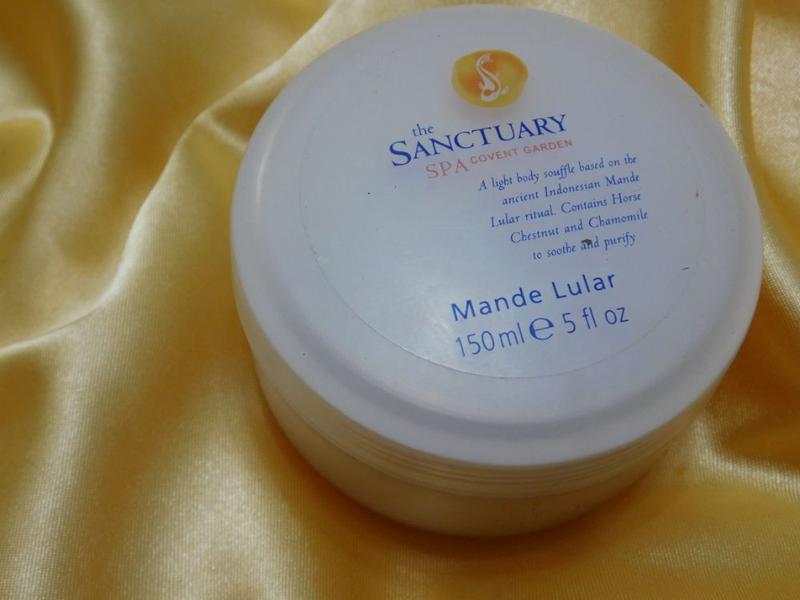 the
SANCTUARY
SPA COVENT GARDEN
A light body souffle based on the
ancient Indonesian Mande
Lular ritual. Contains Horse
Chestnut and Chamomile
to soothe and purify
Mande Lular
150ml e 5 fl oz